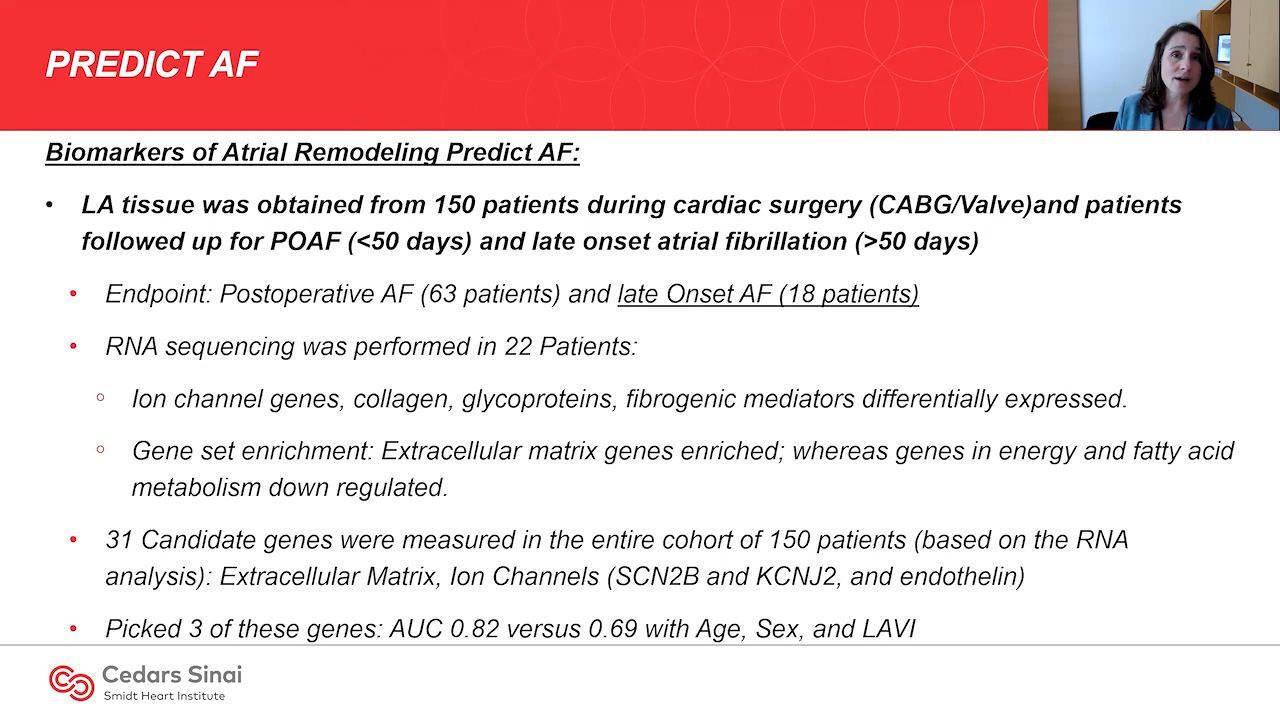 PREDICT AF
Biomarkers of Atrial Remodeling Predict AF:
• LA tissue was obtained from 150 patients during cardiac surgery (CABG/Valve)and patients
followed up for POAF (<50 days) and late onset atrial fibrillation (>50 days)
• Endpoint: Postoperative AF (63 patients) and late Onset AF (18 patients)
• RNA sequencing was performed in 22 Patients:
○ Ion channel genes, collagen, glycoproteins, fibrogenic mediators differentially expressed.
○ Gene set enrichment: Extracellular matrix genes enriched; whereas genes in energy and fatty acid
metabolism down regulated.
• 31 Candidate genes were measured in the entire cohort of 150 patients (based on the RNA
analysis): Extracellular Matrix, Ion Channels (SCN2B and KCNJ2, and endothelin)
• Picked 3 of these genes: AUC 0.82 versus 0.69 with Age, Sex, and LAVI
Cedars Sinai
Smidt Heart Institute